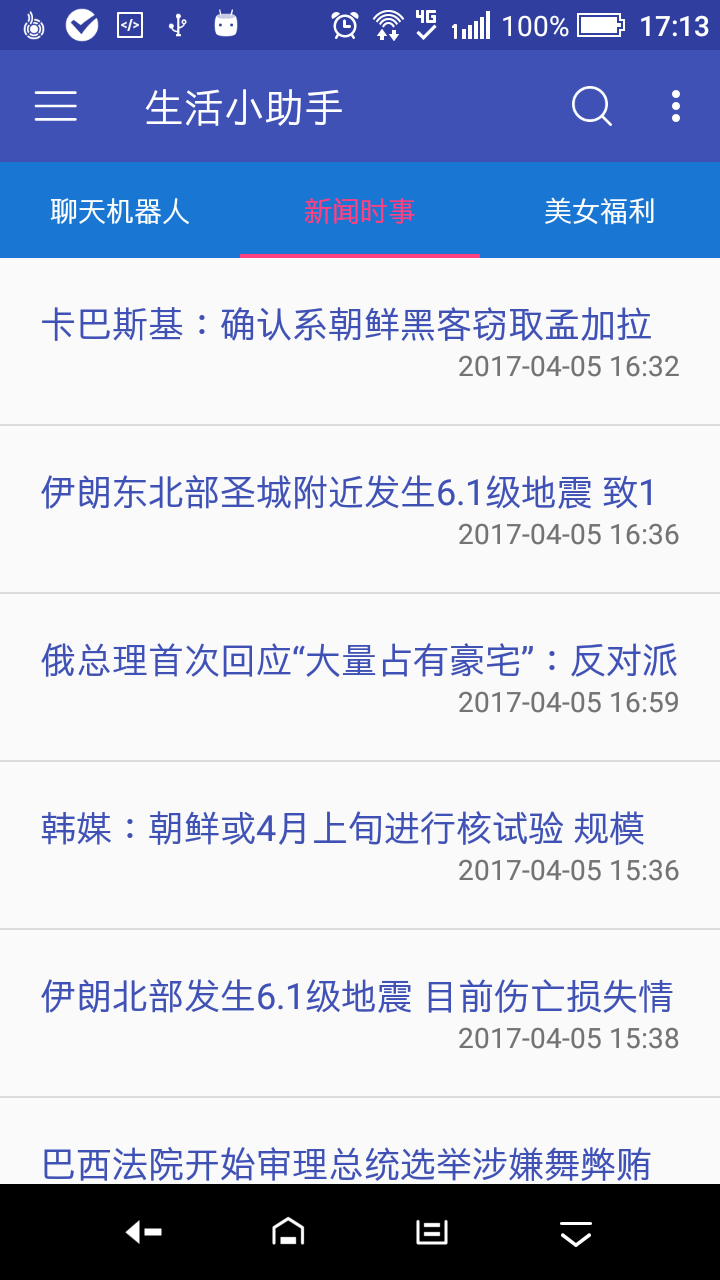 4G 100% 17:13
生活小助手
聊天机器人 新闻时事 美女福利
卡巴斯基：确认系朝鲜黑客窃取孟加拉
2017-04-05 16:32
伊朗东北部圣城附近发生6.1级地震 致1
2017-04-05 16:36
俄总理首次回应“大量占有豪宅”：反对派
2017-04-05 16:59
韩媒：朝鲜或4月上旬进行核试验 规模
2017-04-05 15:36
伊朗北部发生6.1级地震 目前伤亡损失情
2017-04-05 15:38
巴西法院开始审理总统选举涉嫌舞弊贿